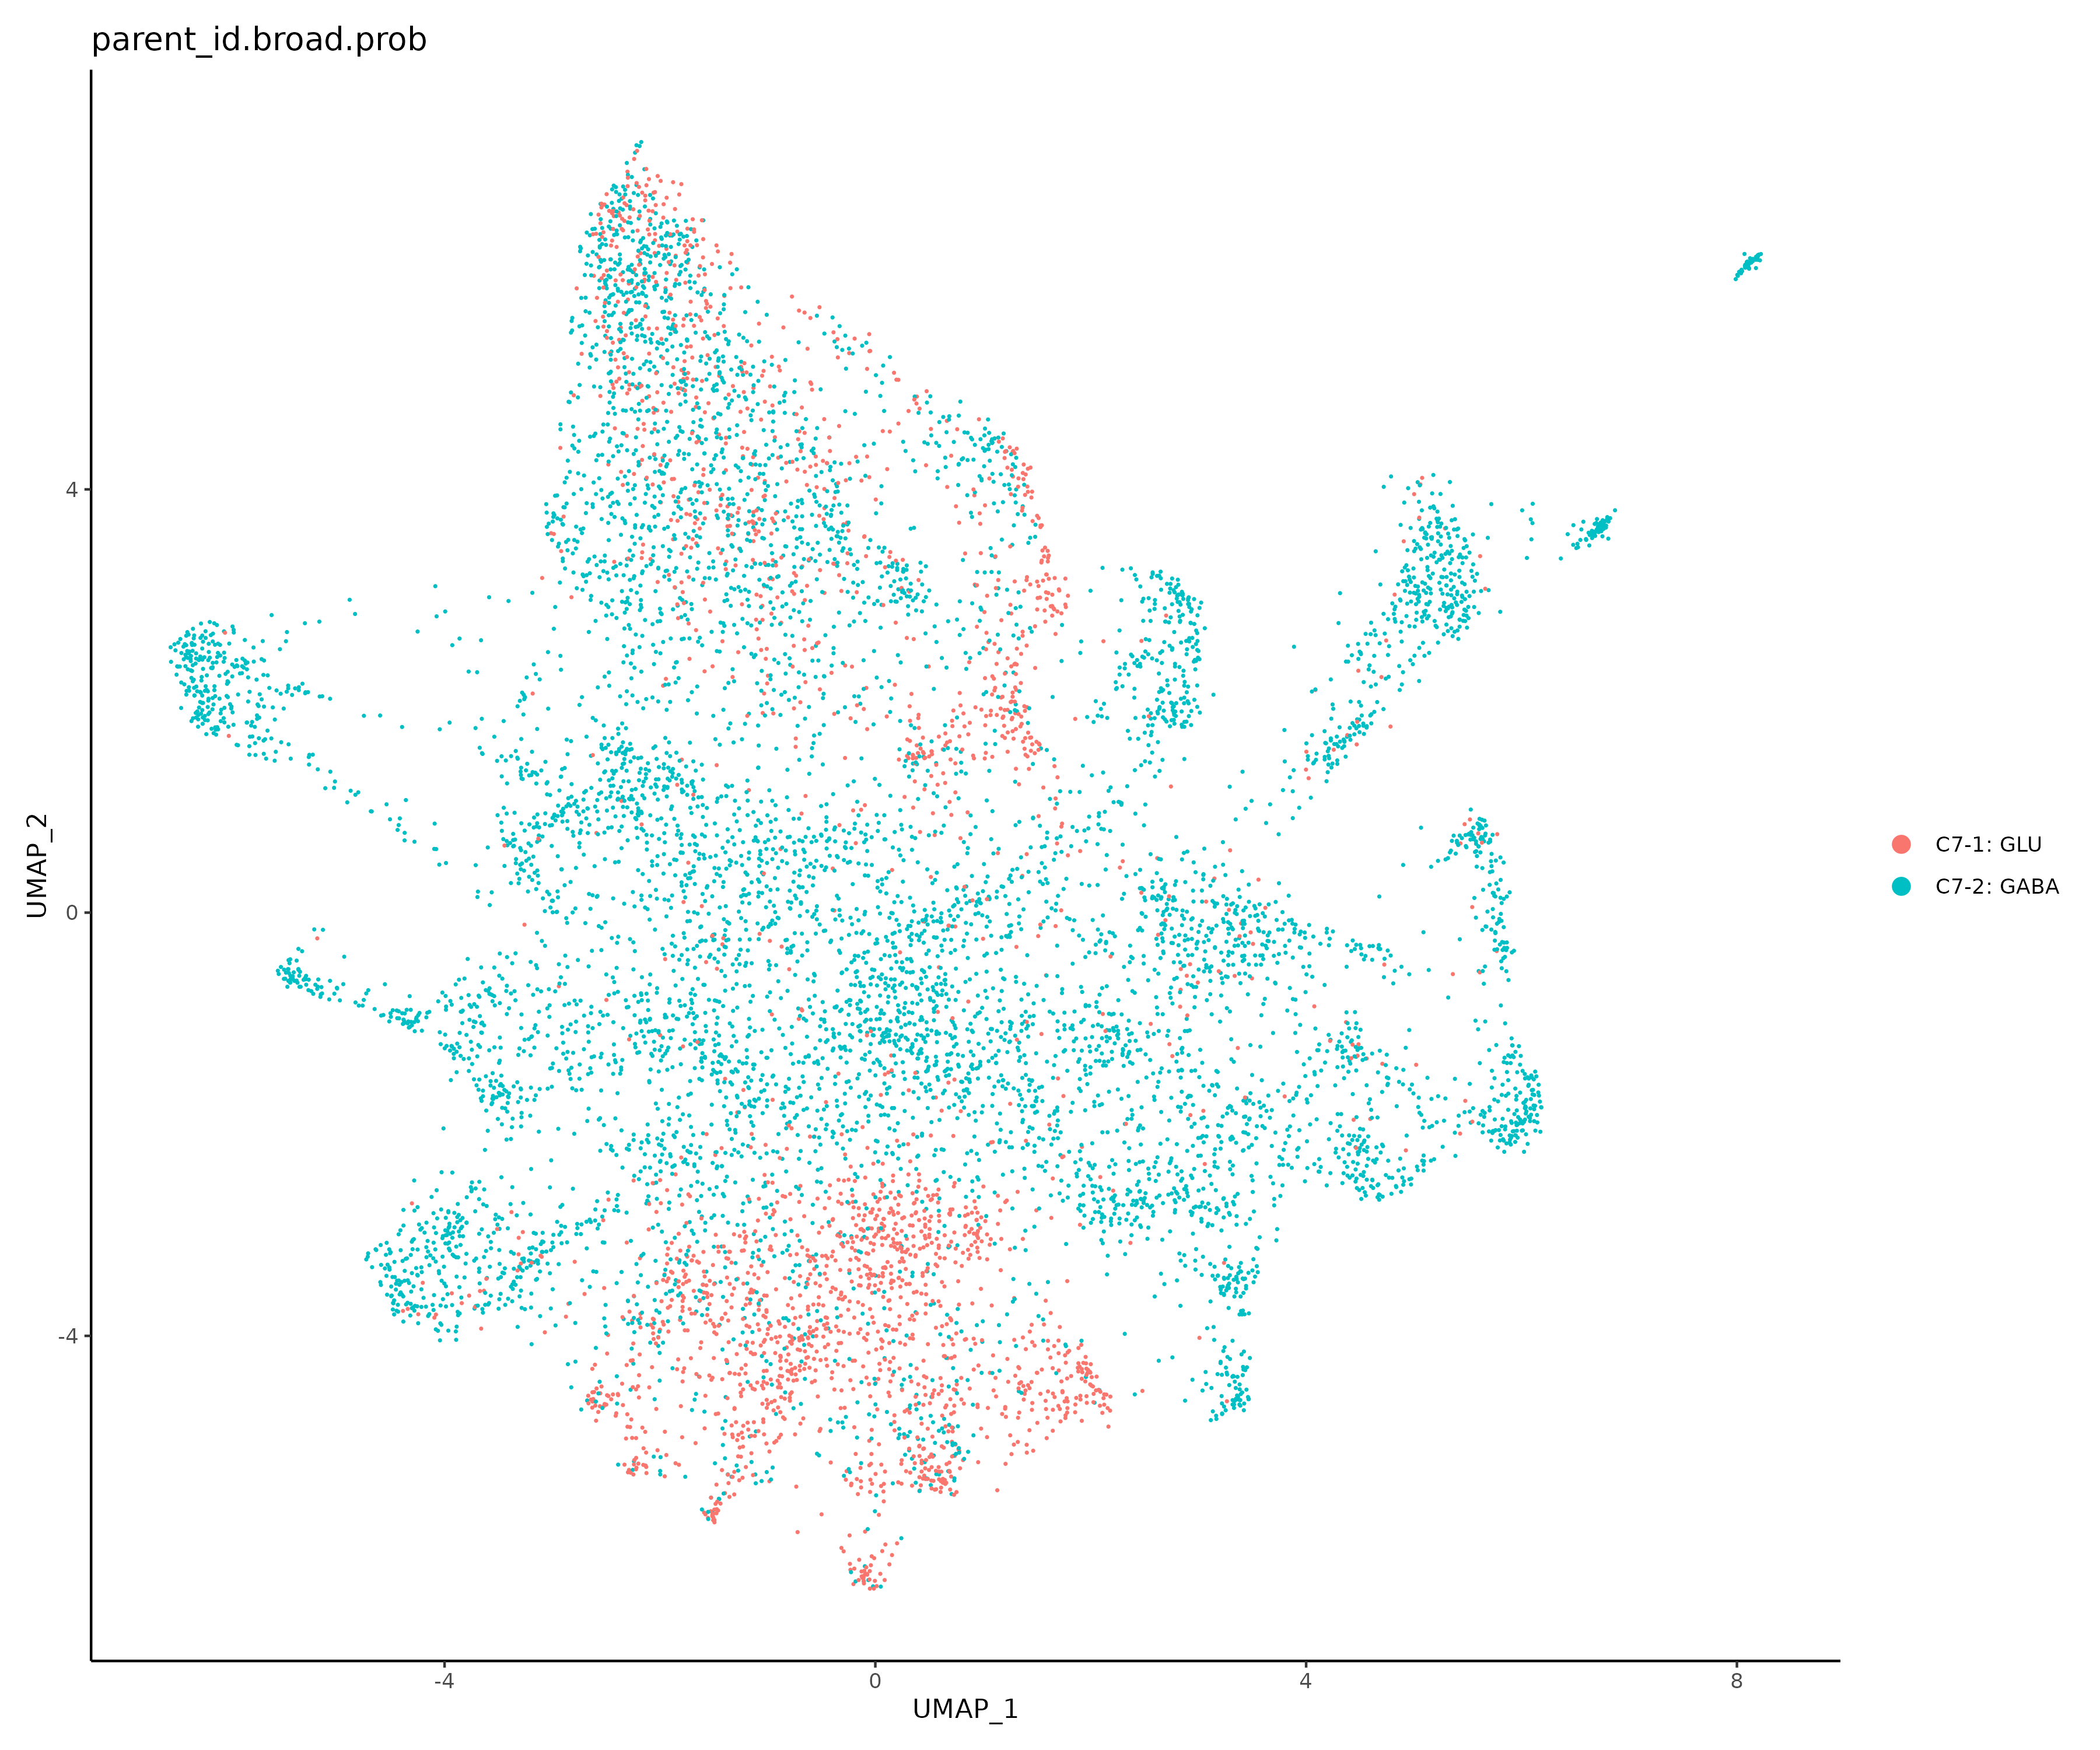 parent_id.broad.prob
4
0
-4
UMAP_2
-4
0
4
8
UMAP_1
C7-1: GLU
C7-2: GABA